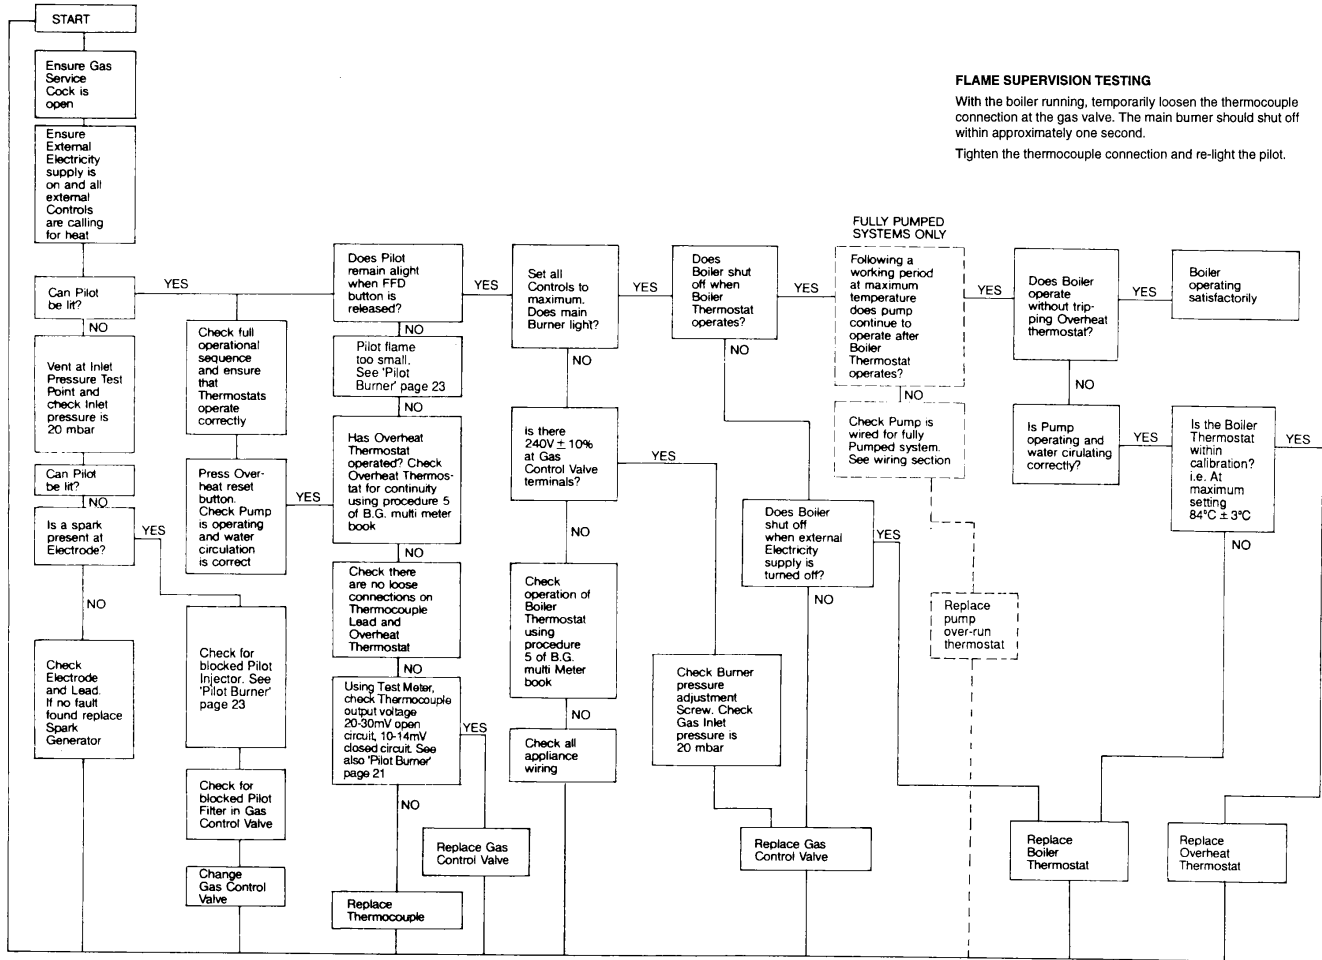 START
Ensure Gas
Service
Cock is
open
Ensure
External
Electricity
supply is
on and all
external
Controls
are calling
for heat
Can Pilot
be lit?
YES
NO
Vent at Inlet
Pressure Test
Point and
check Inlet
pressure is
20 mbar
Can Pilot
be lit?
NO
Is a spark
present at
Electrode?
YES
NO
Check
Electrode
and Lead.
If no fault
found replace
Spark
Generator
Check full
operational
sequence
and ensure
that
Thermostats
operate
correctly
Press Over-
heat reset
button.
Check Pump
is operating
and water
circulation
is correct
YES
Check for
blocked Pilot
Injector. See
'Pilot Burner'
page 23
Check for
blocked Pilot
Filter in Gas
Control Valve
Change
Gas Control
Valve
Does Pilot
remain alight
when FFD
button is
released?
YES
NO
Pilot flame
too small.
See 'Pilot
Burner' page 23
NO
Has Overheat
Thermostat
operated? Check
Overheat Thermos-
tat for continuity
using procedure 5
of B.G. multi meter
book
NO
Check there
are no loose
connections on
Thermocouple
Lead and
Overheat
Thermostat
NO
Using Test Meter,
check Thermocouple
output voltage
20-30mV open
circuit, 10-14mV
closed circuit. See
also 'Pilot Burner'
page 21
YES
NO
Replace Gas
Control Valve
Replace
Thermocouple
Set all
Controls to
maximum.
Does main
Burner light?
YES
NO
is there
240V ± 10%
at Gas
Control Valve
terminals?
YES
NO
Check
operation of
Boiler
Thermostat
using
procedure
5 of B.G.
multi Meter
book
NO
Check all
appliance
wiring
Does
Boiler shut
off when
Boiler
Thermostat
operates?
YES
NO
Check Burner
pressure
adjustment
Screw. Check
Gas Inlet
pressure is
20 mbar
Does Boiler
shut off
when external
Electricity
supply is
turned off?
YES
NO
Replace Gas
Control Valve
FULLY PUMPED
SYSTEMS ONLY
Following a
working period
at maximum
temperature
does pump
continue to
operate after
Boiler
Thermostat
operates?
YES
NO
Check Pump is
wired for fully
Pumped system.
See wiring section
Replace
pump
over-run
thermostat
FLAME SUPERVISION TESTING
With the boiler running, temporarily loosen the thermocouple
connection at the gas valve. The main burner should shut off
within approximately one second.
Tighten the thermocouple connection and re-light the pilot.
Does Boiler
operate
without trip-
ping Overheat
thermostat?
YES
NO
Boiler
operating
satisfactorily
Is Pump
operating and
water cirulating
correctly?
YES
Is the Boiler
Thermostat
within
calibration?
i.e. At
maximum
setting
84°C ± 3°C
YES
NO
Replace
Boiler
Thermostat
Replace
Overheat
Thermostat